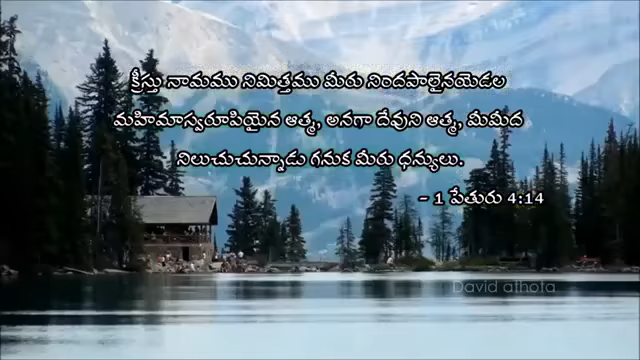 క్రీస్తు నామము నిమిత్తము మీరు నిందపాలైనయెడల
మహిమాస్వరూపియైన ఆత్మ, అనగా దేవుని ఆత్మ, మీమీద
నిలుచుచున్నాడు గనుక మీరు ధన్యులు.
- 1 పేతురు 4:14
David athota